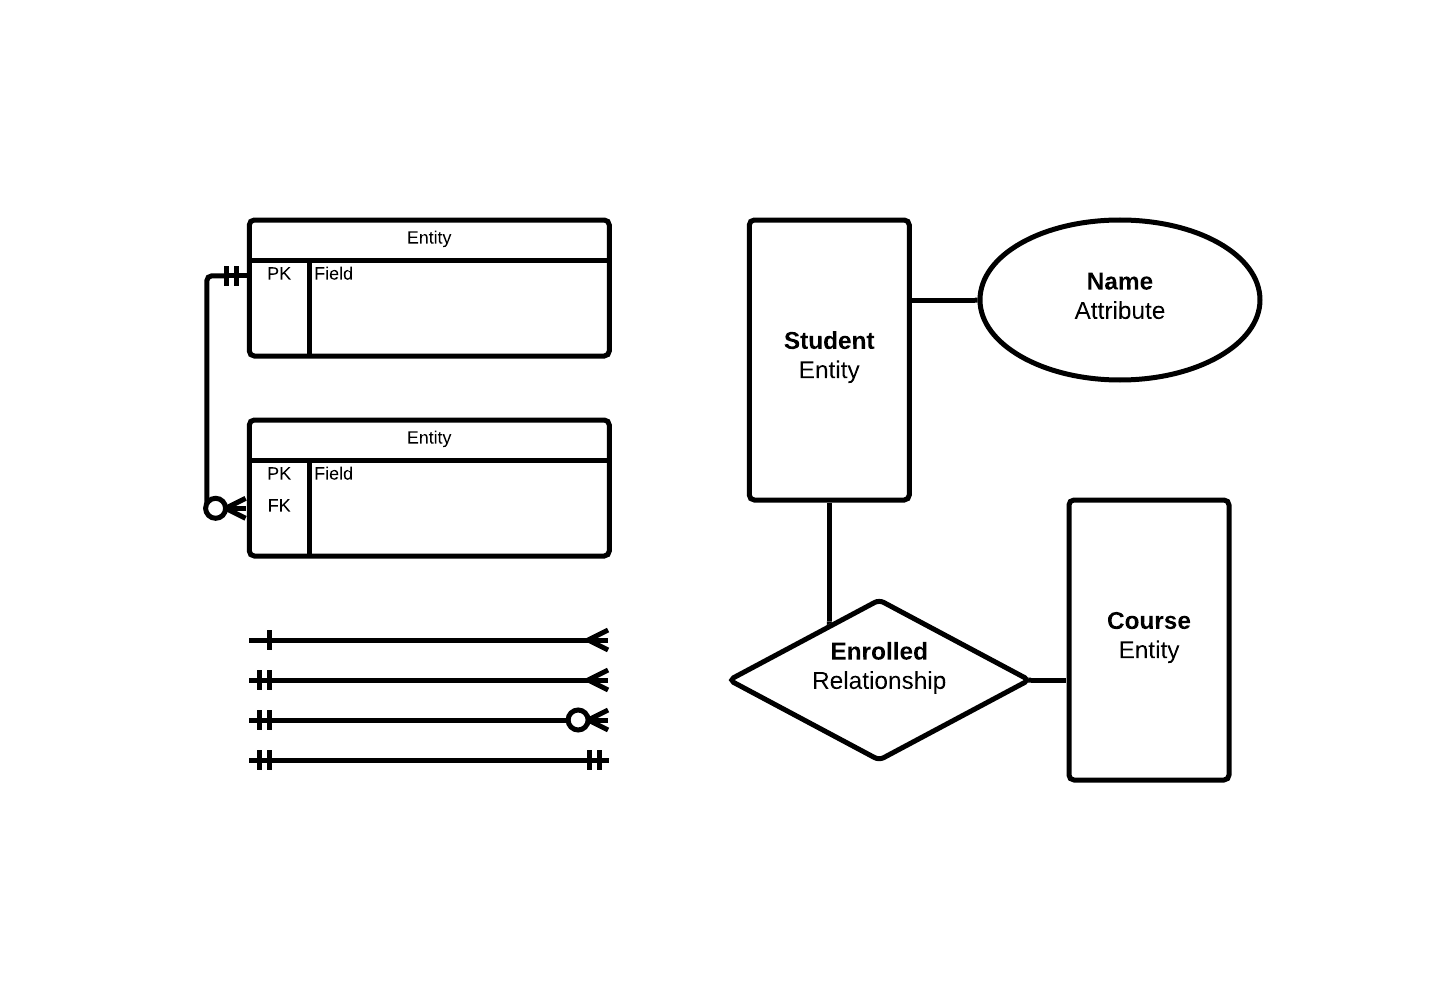 Entity
PK Field
Entity
PK Field
FK
Student
Entity
Name
Attribute
Enrolled
Relationship
Course
Entity